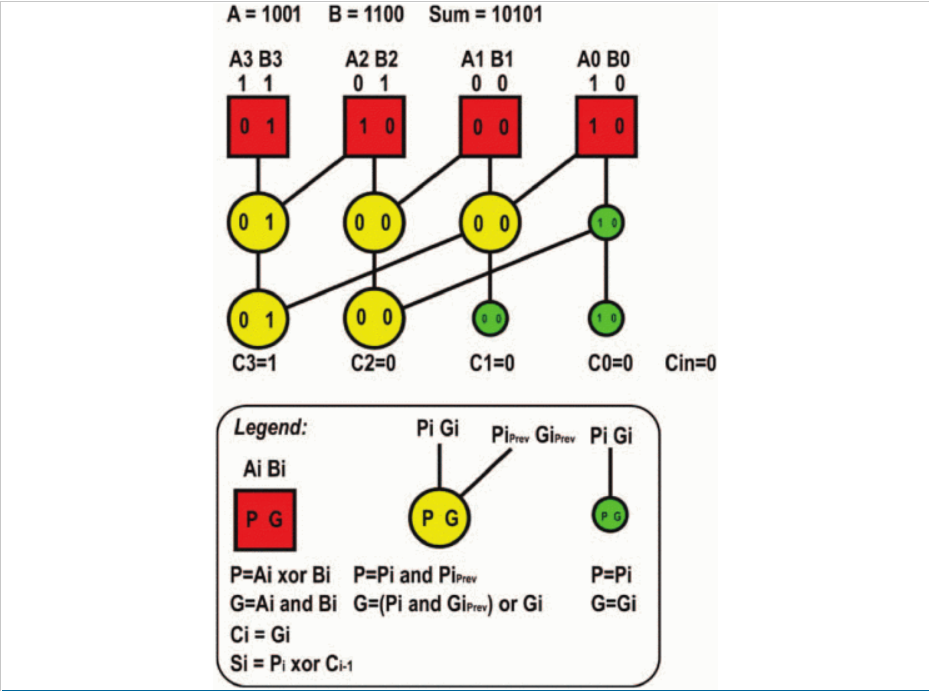 A = 1001 B = 1100 Sum = 10101
A3 B3 A2 B2 A1 B1 A0 B0
1 1 0 1 0 0 1 0
0 1 1 0 0 0 1 0
0 1 0 0 0 0 1 0
0 1 0 0 0 0 1 0
C3=1 C2=0 C1=0 C0=0 Cin=0
Legend:
Pi Gi PiPrev GiPrev Pi Gi
Ai Bi
P G P G P G
P=Ai xor Bi P=Pi and PiPrev P=Pi
G=Ai and Bi G=(Pi and GiPrev) or Gi G=Gi
Ci = Gi
Si = Pi xor Ci-1